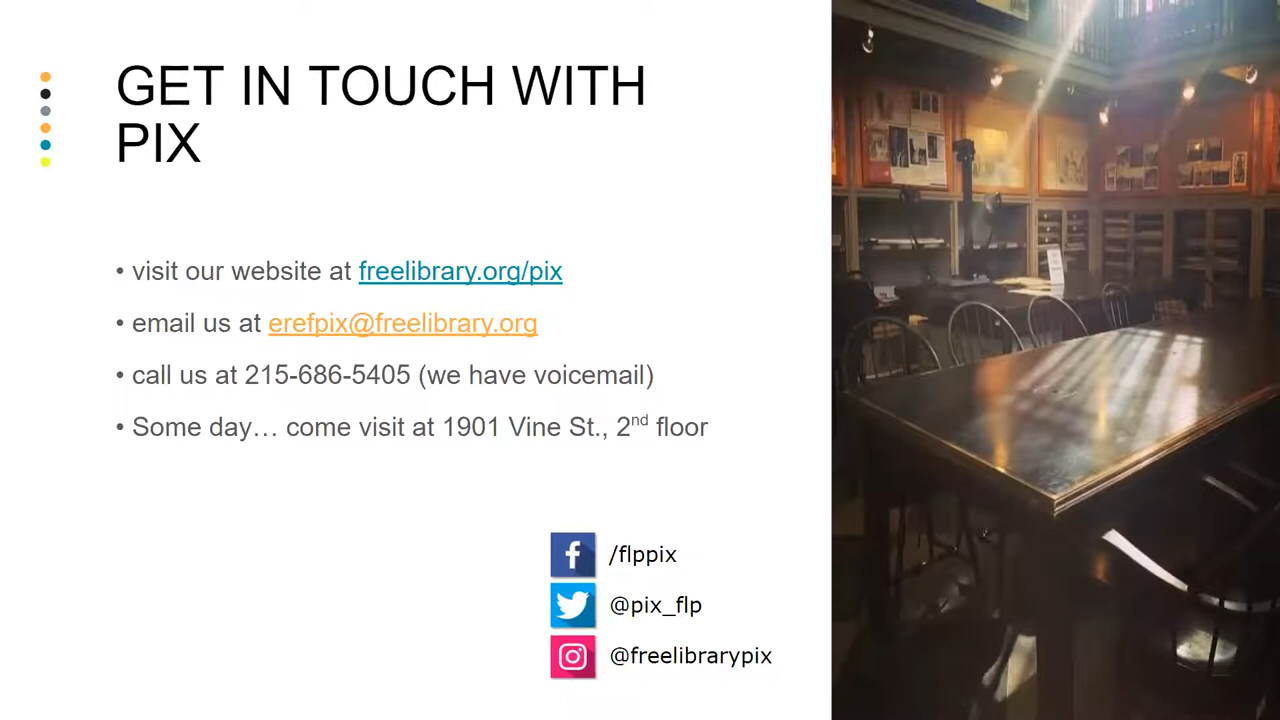 GET IN TOUCH WITH
PIX
• visit our website at freelibrary.org/pix
• email us at erefpix@freelibrary.org
• call us at 215-686-5405 (we have voicemail)
• Some day… come visit at 1901 Vine St., 2nd floor
/flppix
@pix_flp
@freelibrarypix